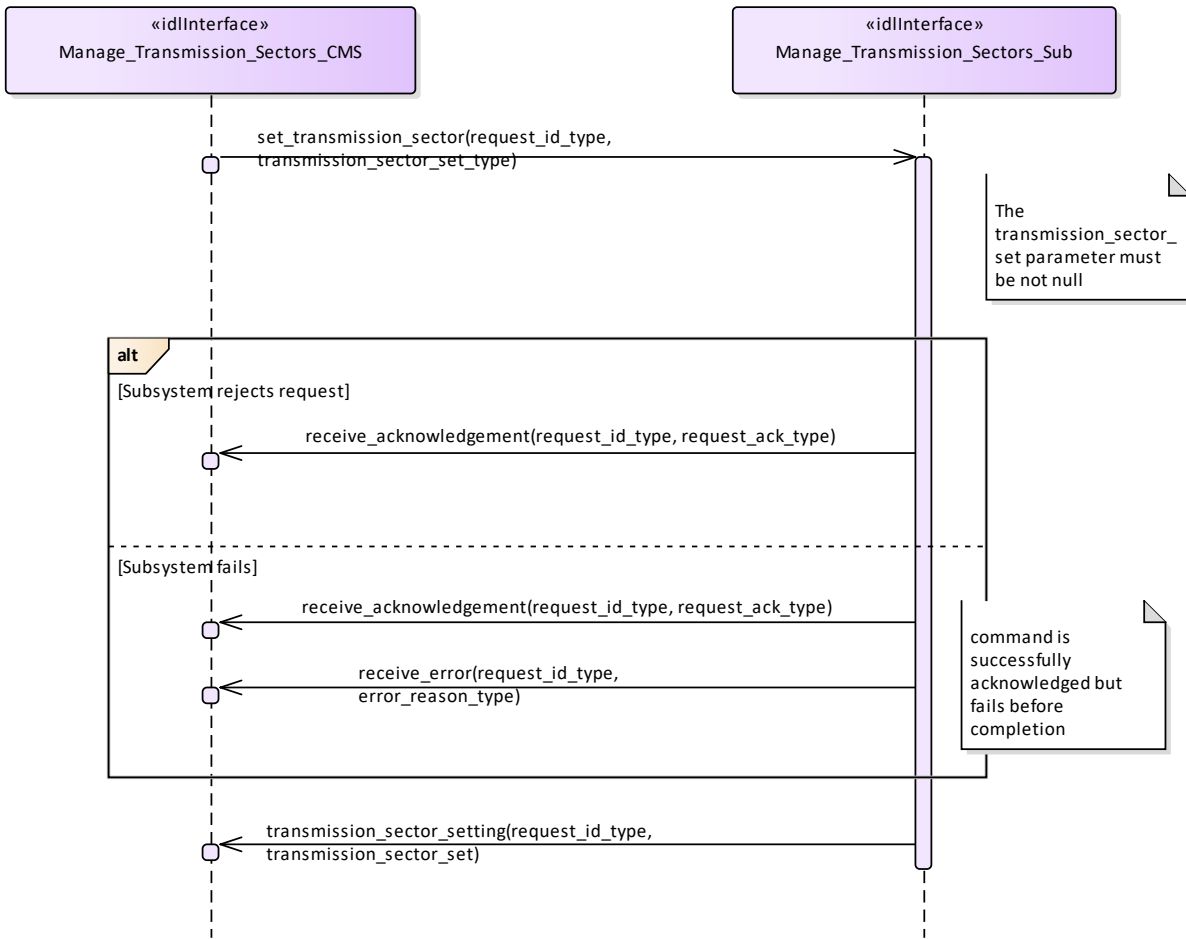 «idlInterface»
Manage_Transmission_Sectors_CMS
«idlInterface»
Manage_Transmission_Sectors_Sub
set_transmission_sector(request_id_type,
transmission_sector_set_type)
The
transmission_sector_
set parameter must
be not null
alt
[Subsystem rejects request]
receive_acknowledgement(request_id_type, request_ack_type)
[Subsystem fails]
receive_acknowledgement(request_id_type, request_ack_type)
command is
successfully
acknowledged but
fails before
completion
receive_error(request_id_type,
error_reason_type)
transmission_sector_setting(request_id_type,
transmission_sector_set)